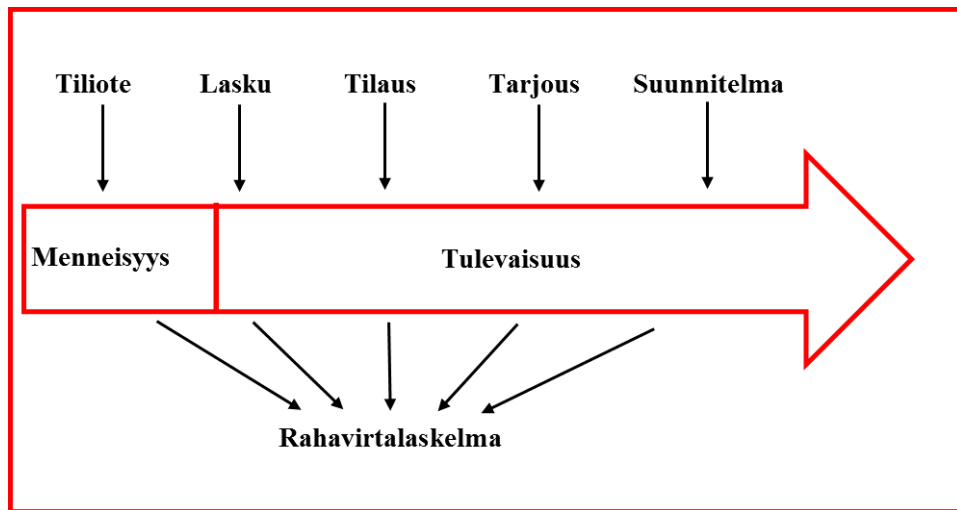 Tiliote Lasku Tilaus Tarjous Suunnitelma
Menneisyys Tulevaisuus
Rahavirtalaskelma